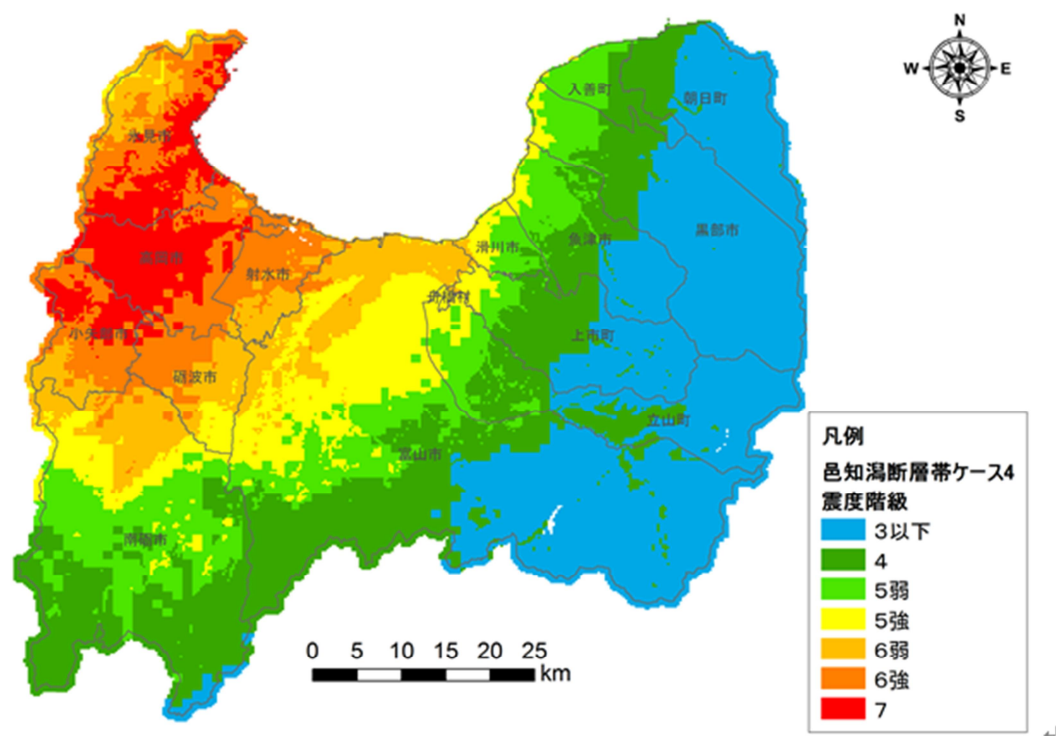 N
W
E
S
入善町
朝日町
氷見市
黒部市
魚津市
滑川市
高岡市
射水市
舟橋村
小矢部市
上市町
砺波市
立山町
富山市
南砺市
凡例
邑知潟断層帯ケース4
震度階級
3以下
4
5弱
5強
6弱
6強
7
0 5 10 15 20 25
km